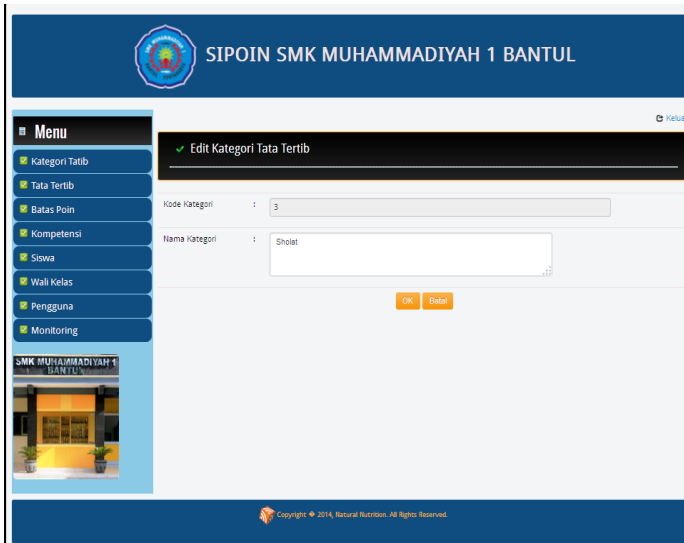 SIPOIN SMK MUHAMMADIYAH 1 BANTUL
Kelua
Menu
Kategori Tatib
Tata Tertib
Batas Poin
Kompetensi
Siswa
Wali Kelas
Pengguna
Monitoring
SMK MUHAMMADIYAH 1
BANTUL
Edit Kategori Tata Tertib
Kode Kategori : 3
Nama Kategori : Sholat
OK Batal
Copyright � 2014, Natural Nutrition. All Rights Reserved.